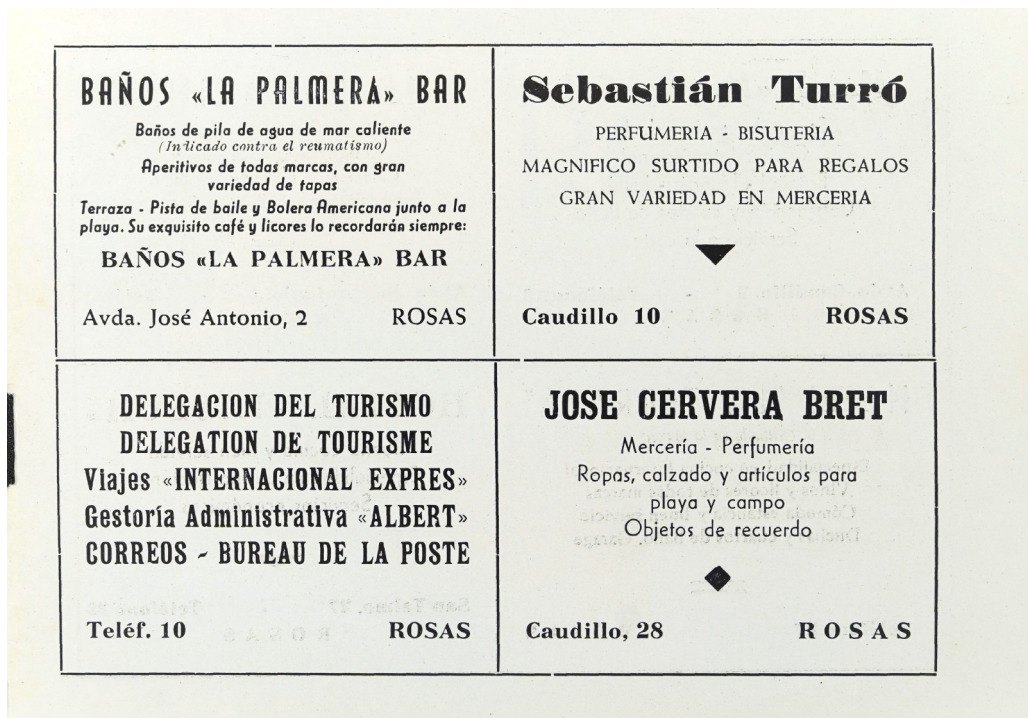 BAÑOS «LA PALMERA» BAR
Baños de pila de agua de mar caliente
(Indicado contra el reumatismo)
Aperitivos de todas marcas, con gran
variedad de tapas
Terraza - Pista de baile y Bolera Americana junto a la
playa. Su exquisito café y licores lo recordarán siempre:
BAÑOS «LA PALMERA» BAR
Avda. José Antonio, 2 ROSAS
Sebastián Turró
PERFUMERIA - BISUTERIA
MAGNIFICO SURTIDO PARA REGALOS
GRAN VARIEDAD EN MERCERIA
Caudillo 10 ROSAS
DELEGACION DEL TURISMO
DELEGATION DE TOURISME
Viajes «INTERNACIONAL EXPRES»
Gestoría Administrativa «ALBERT»
CORREOS - BUREAU DE LA POSTE
Teléf. 10 ROSAS
JOSE CERVERA BRET
Mercería - Perfumería
Ropas, calzado y artículos para
playa y campo
Objetos de recuerdo
Caudillo, 28 ROSAS